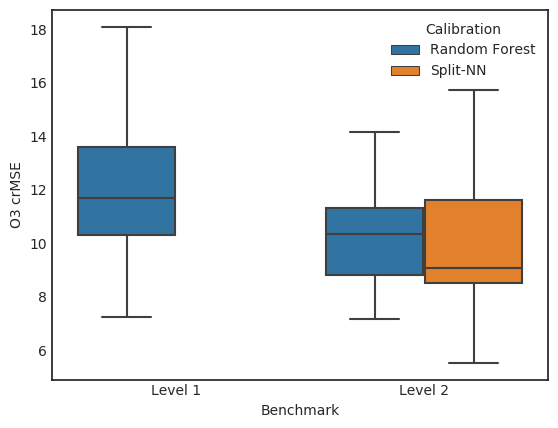 18
16
14
12
10
8
6
O3 crMSE
Calibration
Random Forest
Split-NN
Level 1
Level 2
Benchmark